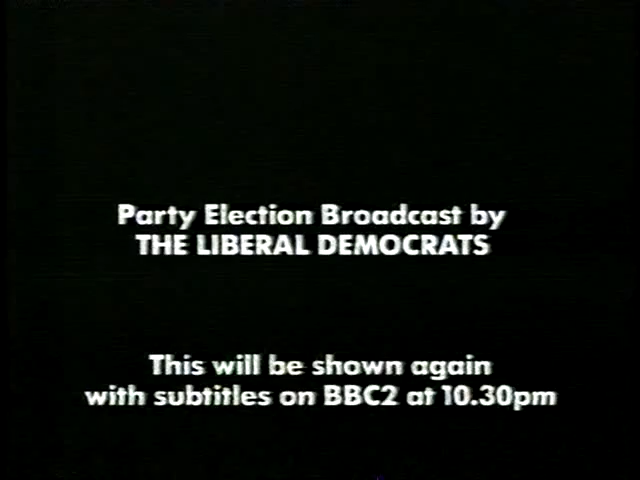 Party Election Broadcast by
THE LIBERAL DEMOCRATS
This will be shown again
with subtitles on BBC2 at 10.30pm